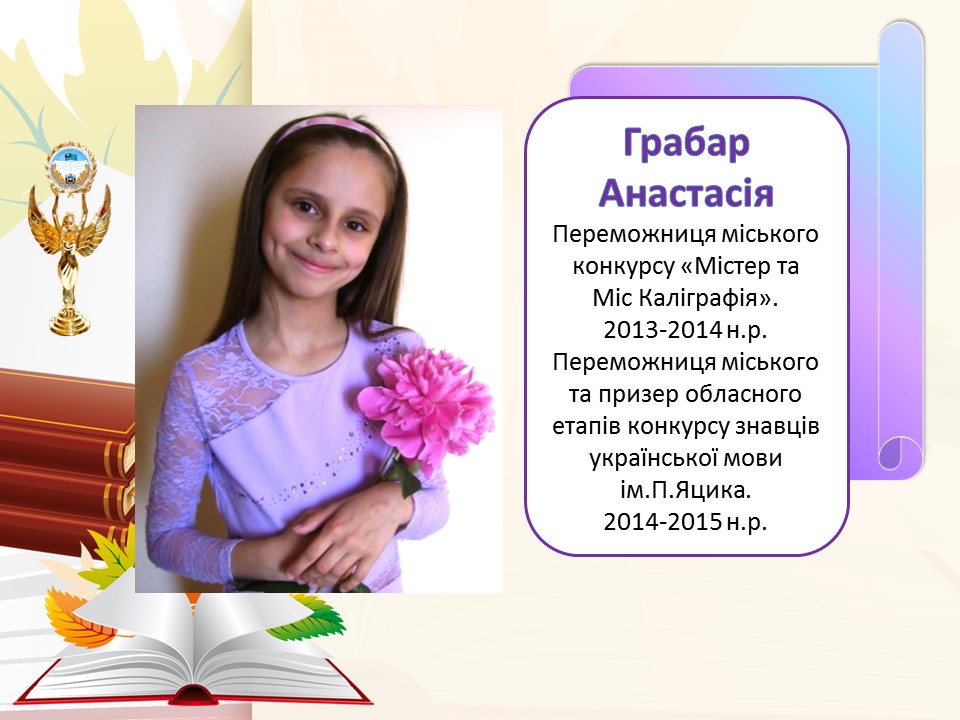 Грабар
Анастасія
Переможниця міського
конкурсу «Містер та
Міс Каліграфія».
2013-2014 н.р.
Переможниця міського
та призер обласного
етапів конкурсу знавців
української мови
ім.П.Яцика.
2014-2015 н.р.